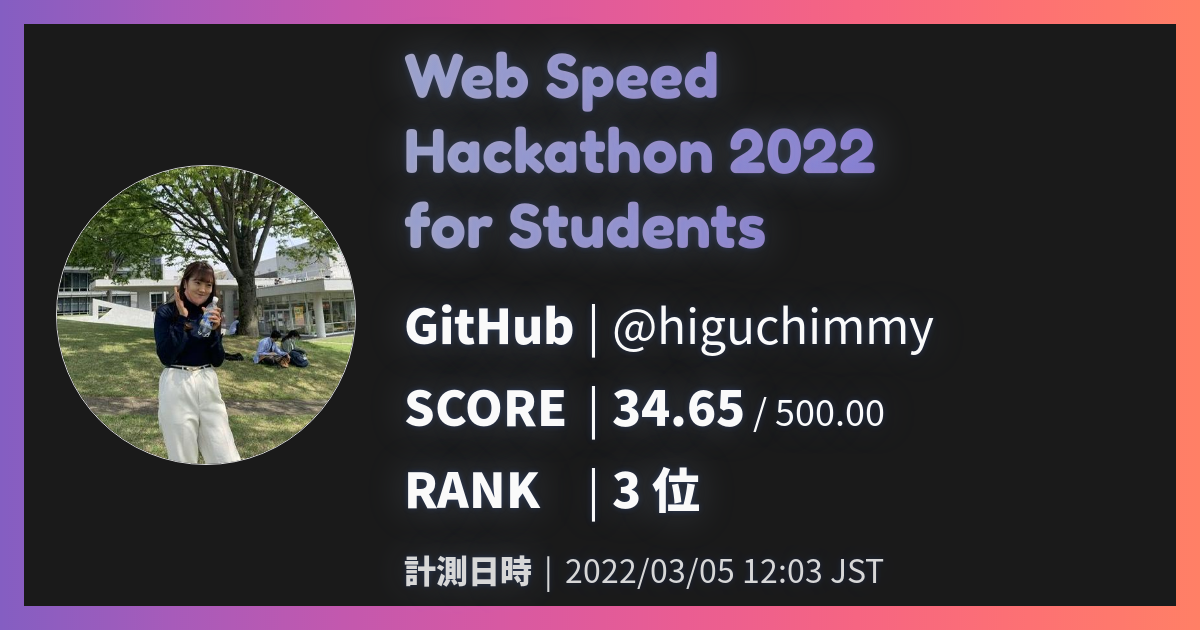 Web Speed
Hackathon 2022
for Students
GitHub | @higuchimmy
SCORE | 34.65 / 500.00
RANK | 3 位
計測日時 | 2022/03/05 12:03 JST